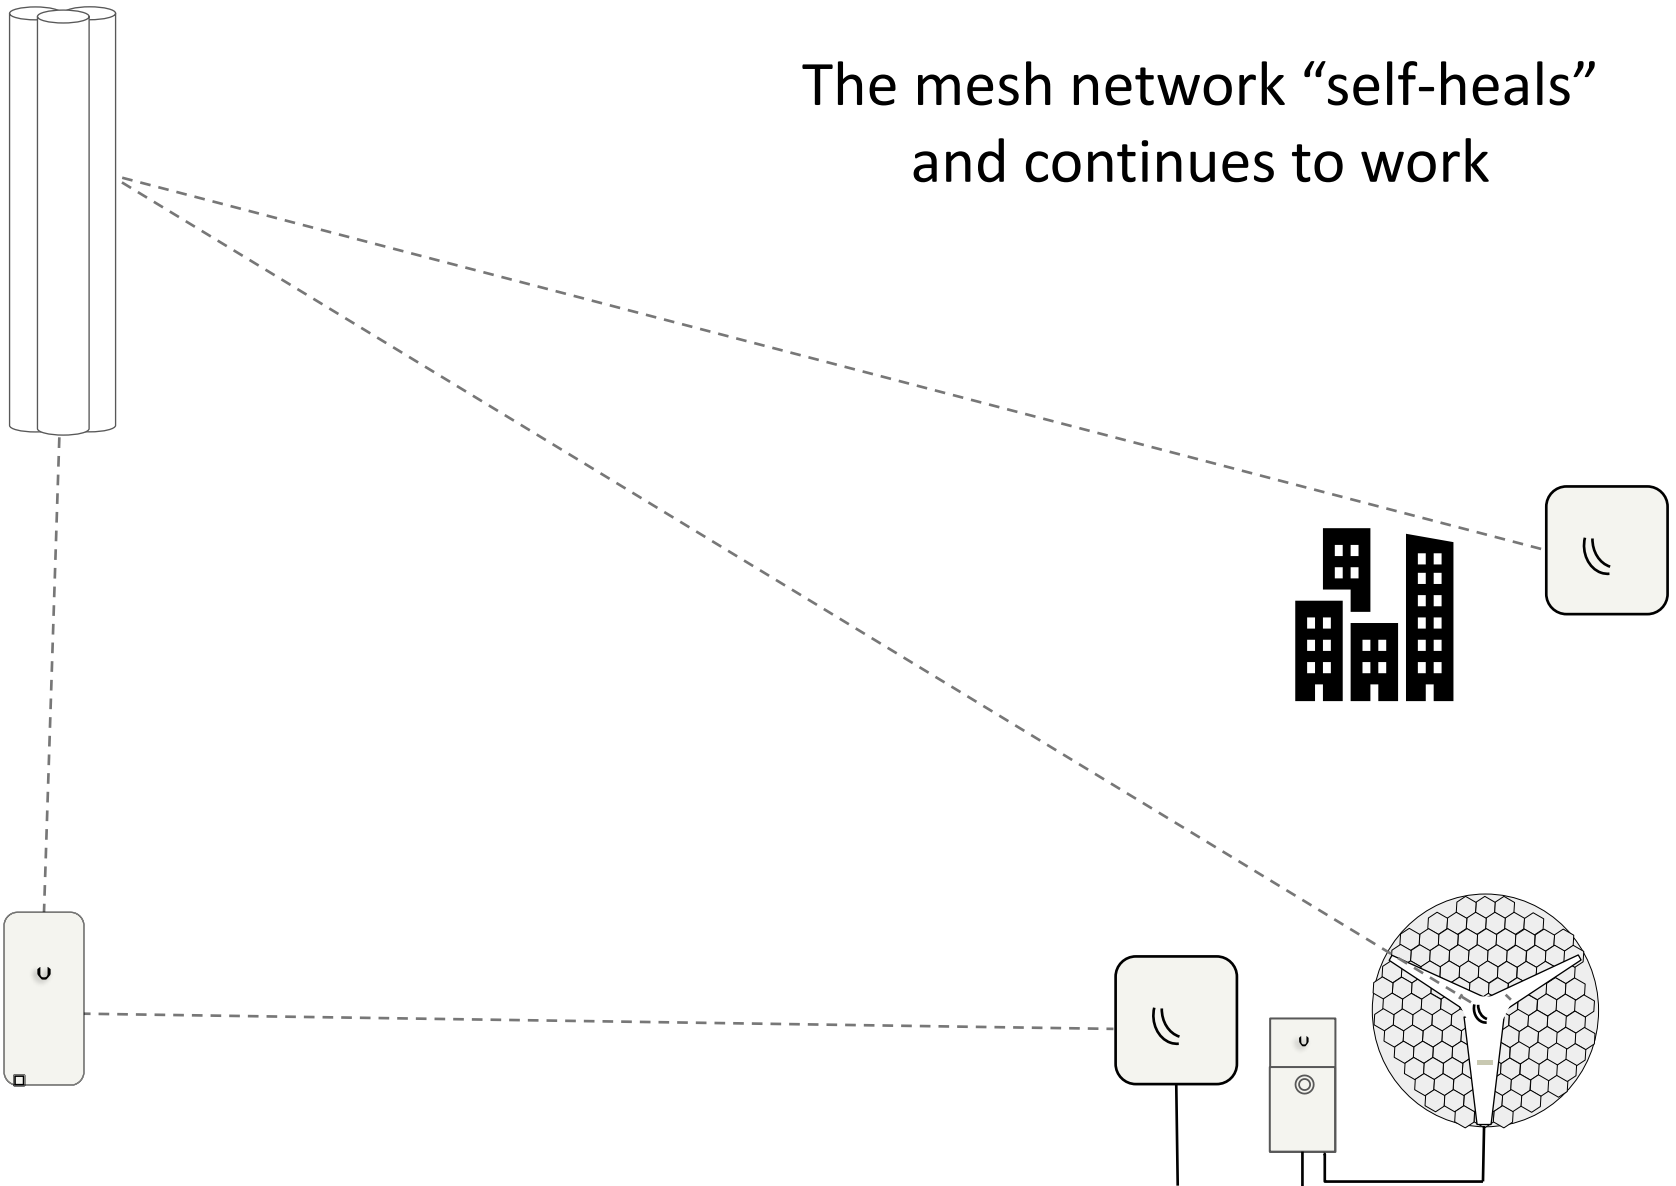 The mesh network “self-heals”
and continues to work